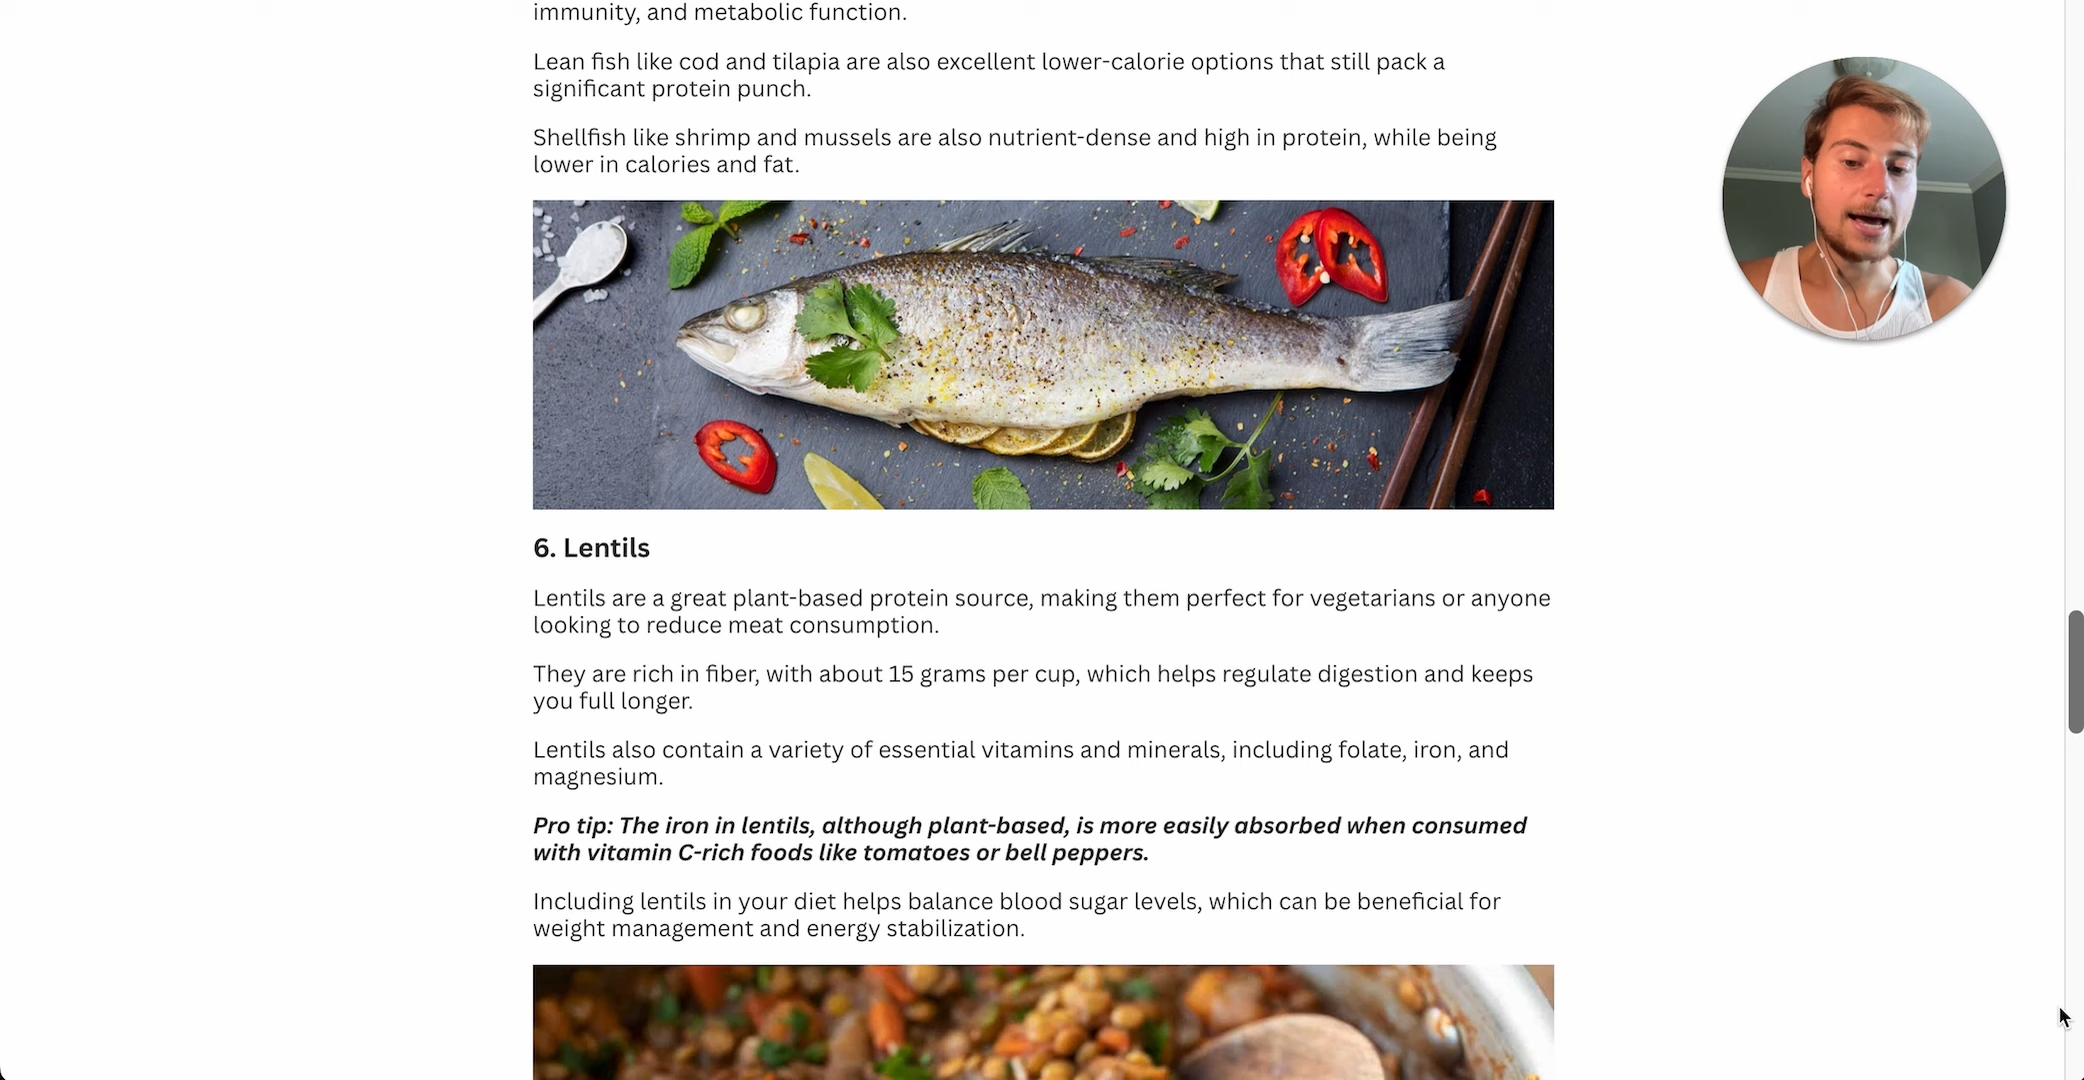 immunity, and metabolic function.
Lean fish like cod and tilapia are also excellent lower-calorie options that still pack a
significant protein punch.
Shellfish like shrimp and mussels are also nutrient-dense and high in protein, while being
lower in calories and fat.
6. Lentils
Lentils are a great plant-based protein source, making them perfect for vegetarians or anyone
looking to reduce meat consumption.
They are rich in fiber, with about 15 grams per cup, which helps regulate digestion and keeps
you full longer.
Lentils also contain a variety of essential vitamins and minerals, including folate, iron, and
magnesium.
Pro tip: The iron in lentils, although plant-based, is more easily absorbed when consumed
with vitamin C-rich foods like tomatoes or bell peppers.
Including lentils in your diet helps balance blood sugar levels, which can be beneficial for
weight management and energy stabilization.